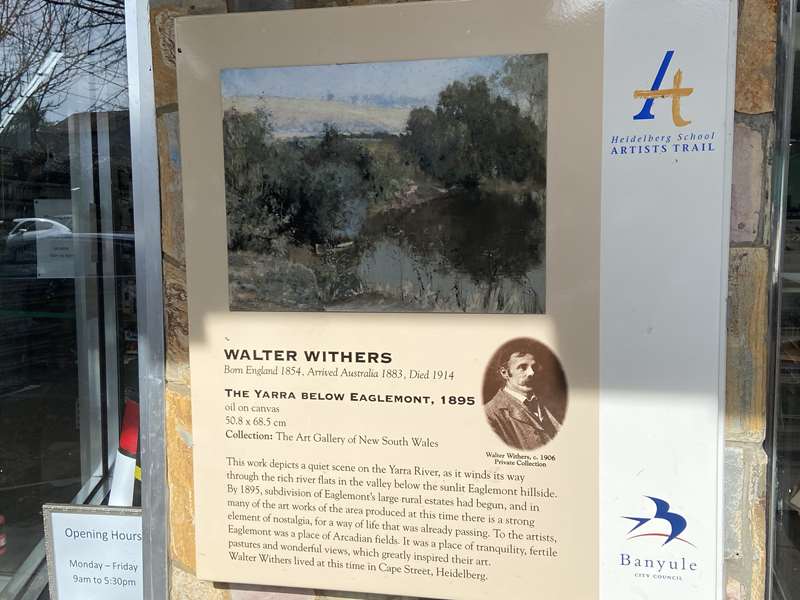 Heidelberg School
ARTISTS TRAIL
WALTER WITHERS
Born England 1854, Arrived Australia 1883, Died 1914
THE YARRA BELOW EAGLEMONT, 1895
oil on canvas
50.8 x 68.5 cm
Collection: The Art Gallery of New South Wales
Walter Withers, c. 1906
Private Collection
This work depicts a quiet scene on the Yarra River, as it winds its way
through the rich river flats in the valley below the sunlit Eaglemont hillside.
By 1895, subdivision of Eaglemont's large rural estates had begun, and in
many of the art works of the area produced at this time there is a strong
element of nostalgia, for a way of life that was already passing. To the artists,
Eaglemont was a place of Arcadian fields. It was a place of tranquility, fertile
pastures and wonderful views, which greatly inspired their art.
Walter Withers lived at this time in Cape Street, Heidelberg.
Banyule
CITY COUNCIL
Opening Hours
Monday – Friday
9am to 5:30pm